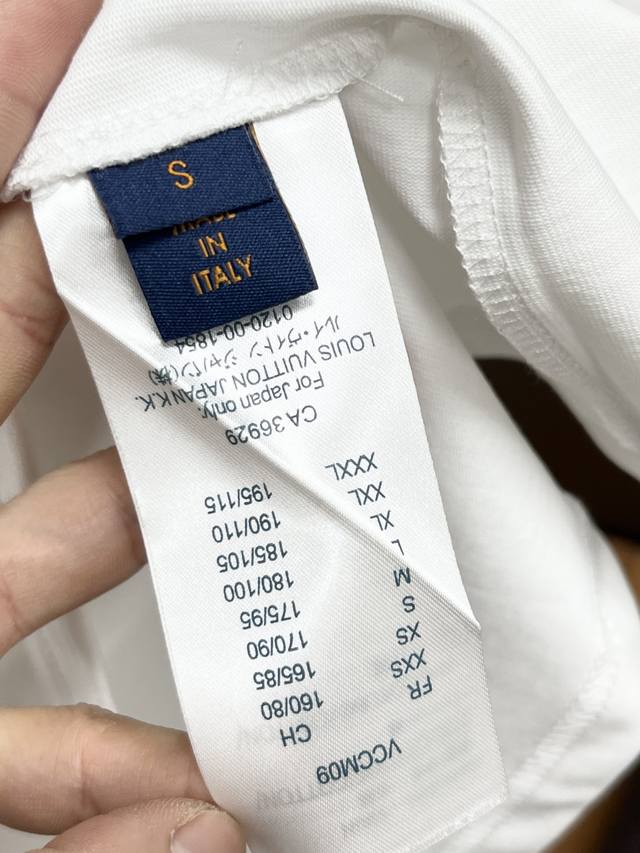 S
IN
ITALY
VCCM09
FR CH
XXS 160/80
XS 165/85
S 170/90
M 175/95
L 180/100
XL 185/105
XXL 190/110
XXXL 195/115
CA 36929
For Japan only:
LOUIS VUITTON JAPAN K.K.
ルイ・ヴィトン ジャパン(株)
0120-00-1854